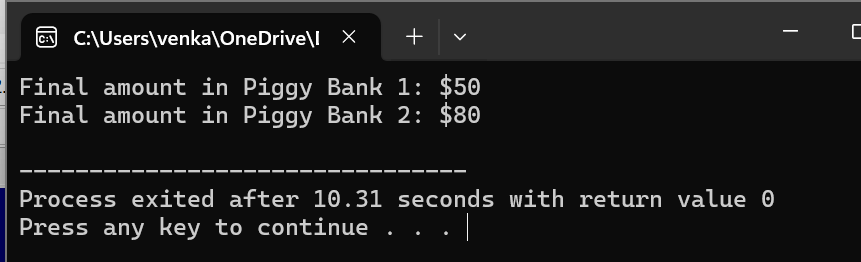 C:\Users\venka\OneDrive\I
Final amount in Piggy Bank 1: $50
Final amount in Piggy Bank 2: $80
--------------------------------
Process exited after 10.31 seconds with return value 0
Press any key to continue . . .